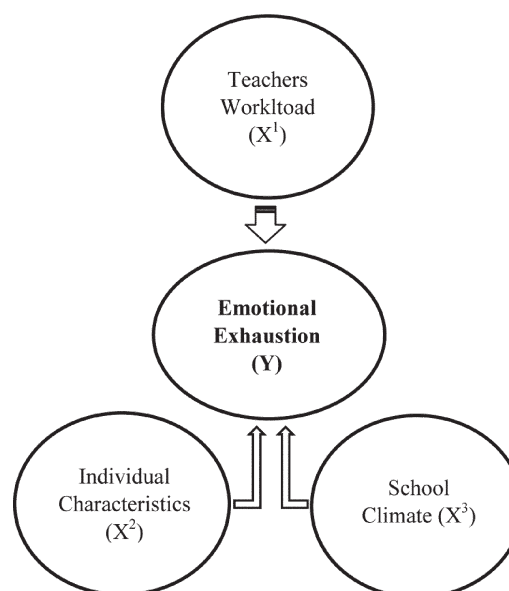 Teachers
Workltoad
(X¹)
Emotional
Exhaustion
(Y)
Individual
Characteristics
(X²)
School
Climate (X³)